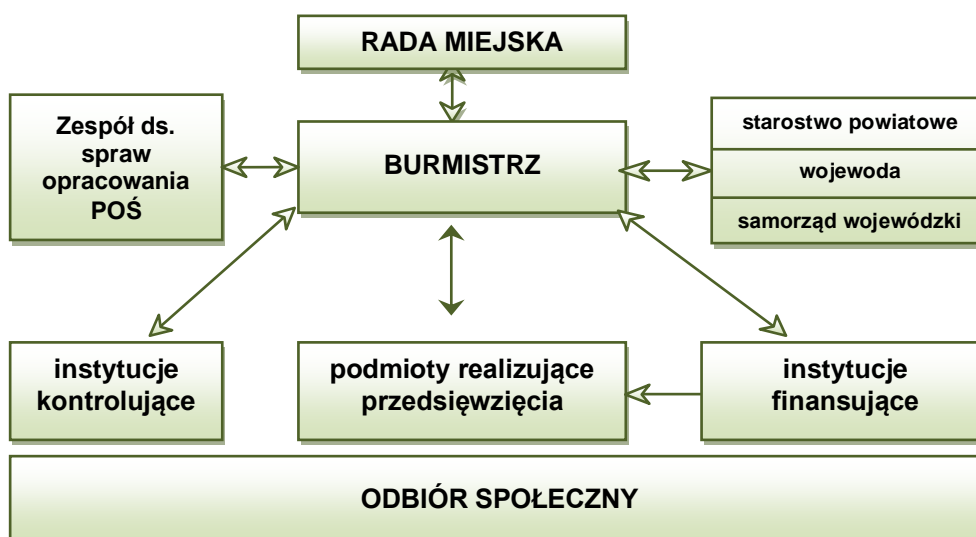 RADA MIEJSKA
Zespół ds.
spraw
opracowania
POŚ
BURMISTRZ
starostwo powiatowe
wojewoda
samorząd wojewódzki
instytucje
kontrolujące
podmioty realizujące
przedsięwzięcia
instytucje
finansujące
ODBIÓR SPOŁECZNY